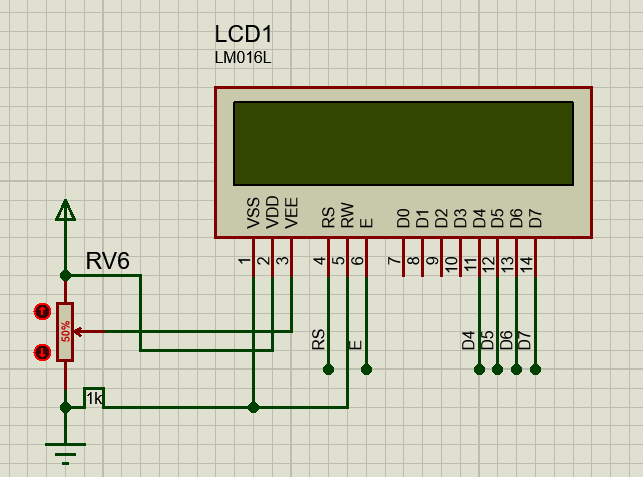 LCD1
LM016L
VSS
VDD
VEE
RS
RW
E
D0
D1
D2
D3
D4
D5
D6
D7
1
2
3
4
5
6
7
8
9
10
11
12
13
14
RV6
50%
1k
RS
E
D4
D5
D6
D7